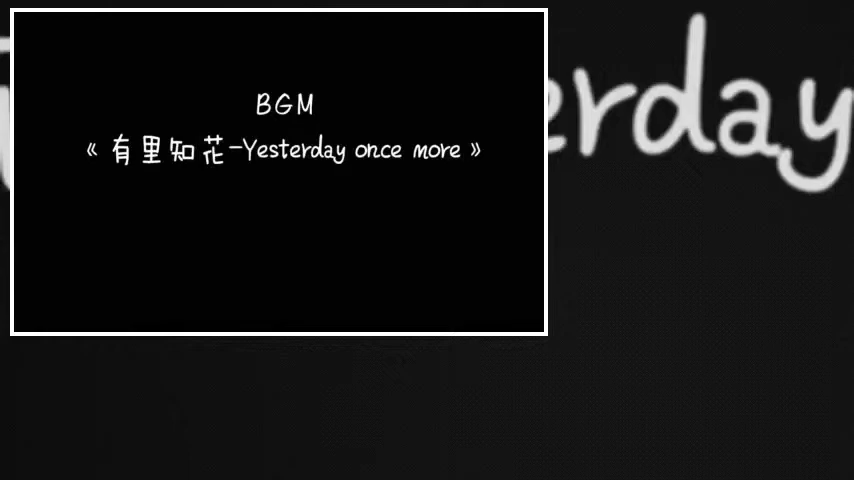 BGM
《有里知花-Yesterday once more》
erday